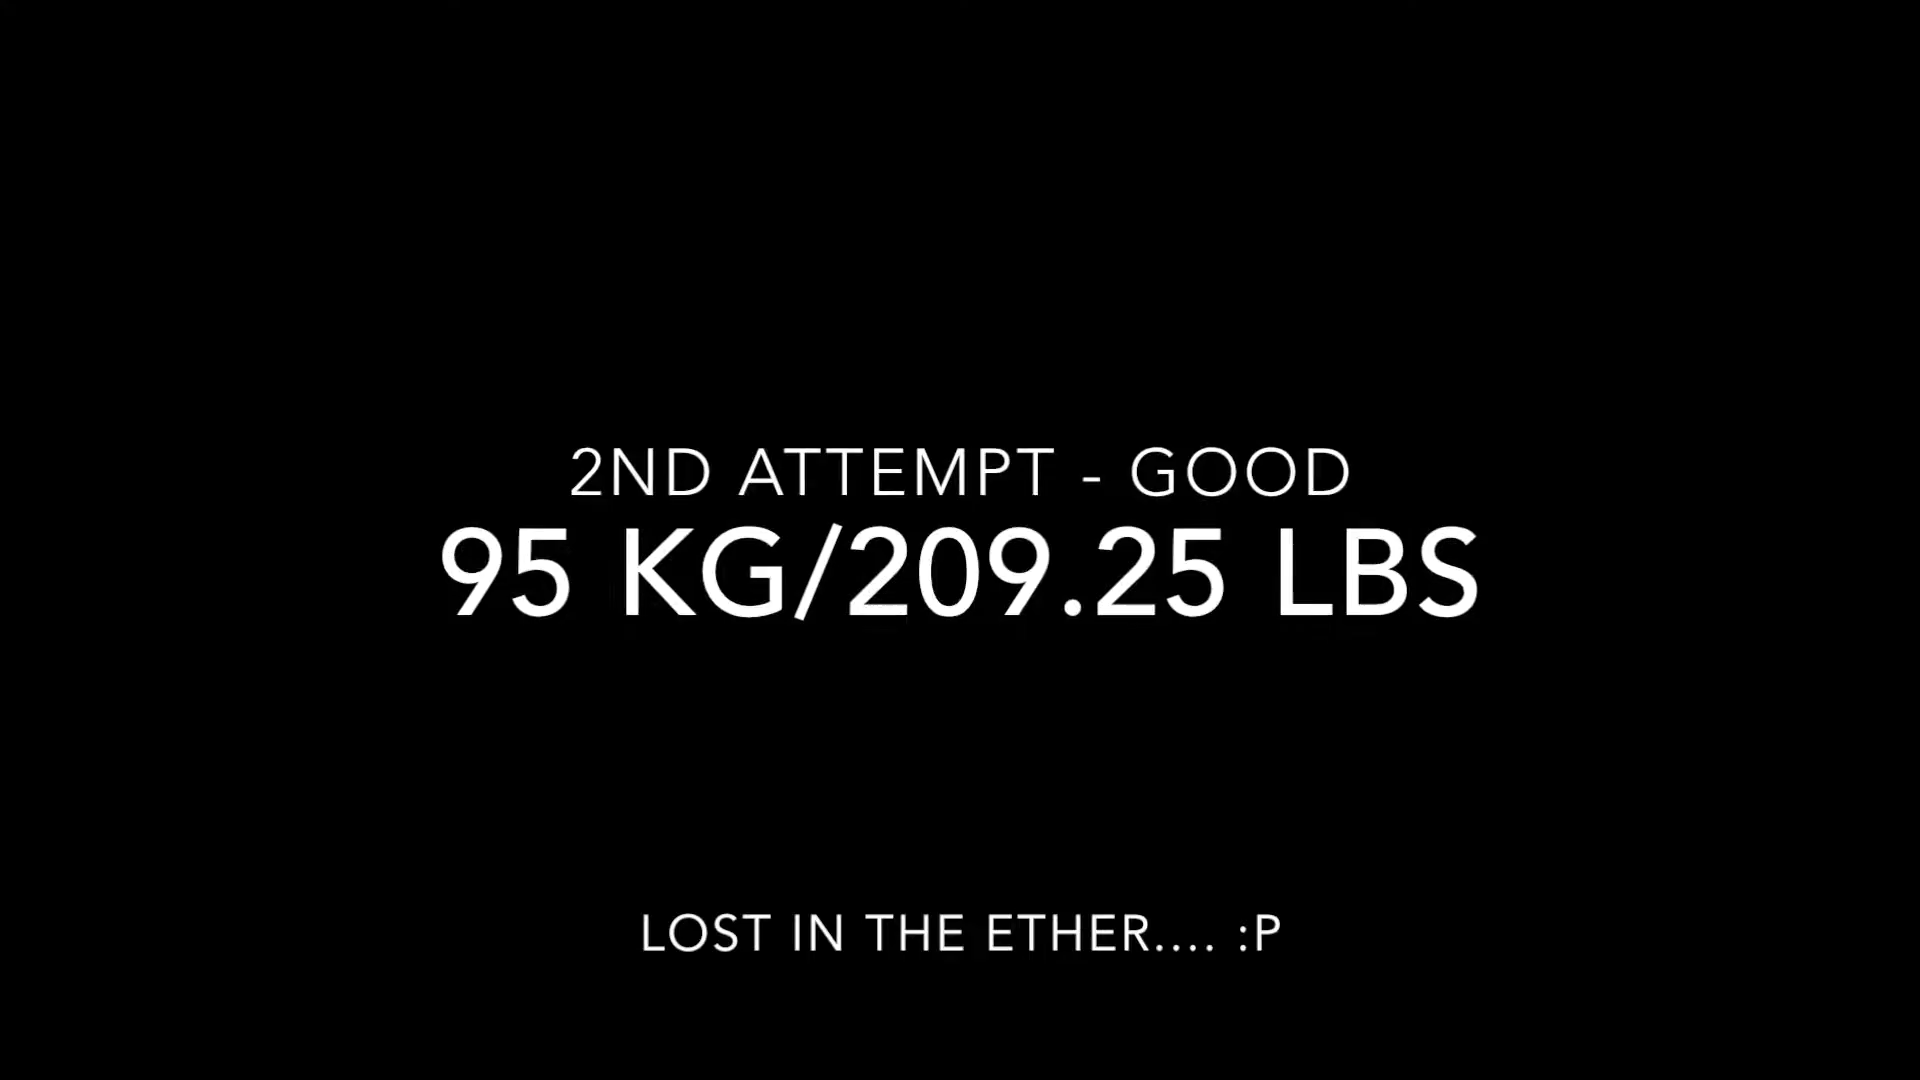 2ND ATTEMPT - GOOD
95 KG/209.25 LBS
LOST IN THE ETHER.... :P